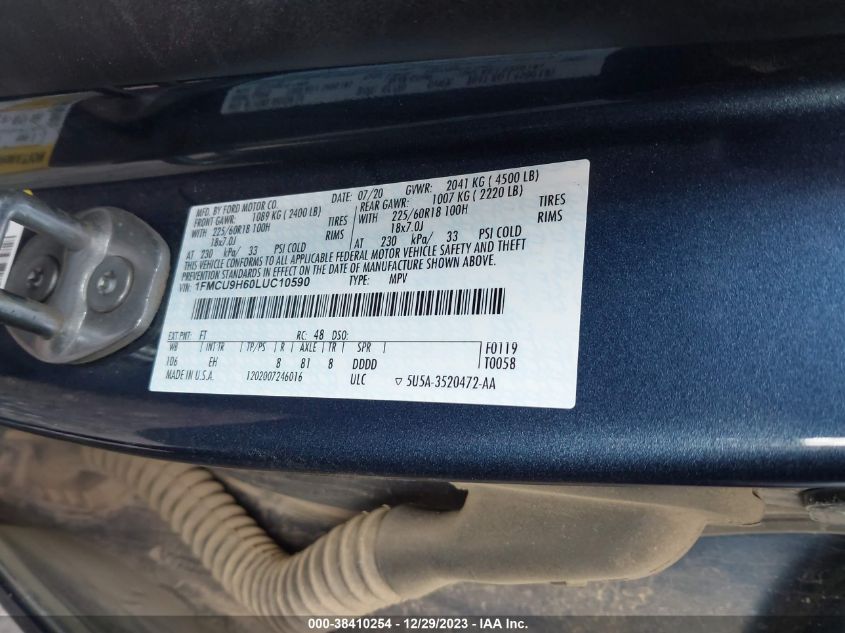 MFD. BY FORD MOTOR CO. DATE: 07/20 GVWR: 2041 KG ( 4500 LB)
FRONT GAWR: 1089 KG ( 2400 LB) REAR GAWR: 1007 KG ( 2220 LB)
WITH 225/60R18 100H TIRES WITH 225/60R18 100H TIRES
18x7.0J RIMS 18x7.0J RIMS
AT 230 kPa/ 33 PSI COLD AT 230 kPa/ 33 PSI COLD
THIS VEHICLE CONFORMS TO ALL APPLICABLE FEDERAL MOTOR VEHICLE SAFETY AND THEFT
PREVENTION STANDARDS IN EFFECT ON THE DATE OF MANUFACTURE SHOWN ABOVE.
VIN: 1FMCU9H60LUC10590 TYPE: MPV
EXT PNT: FT RC: 48 DSO:
WB INT TR TP/PS R AXLE TR SPR F0119
106 EH 8 81 8 DDDD T0058
MADE IN U.S.A. 1202007246016 ULC 5U5A-3520472-AA
000-38410254 - 12/29/2023 - IAA Inc.